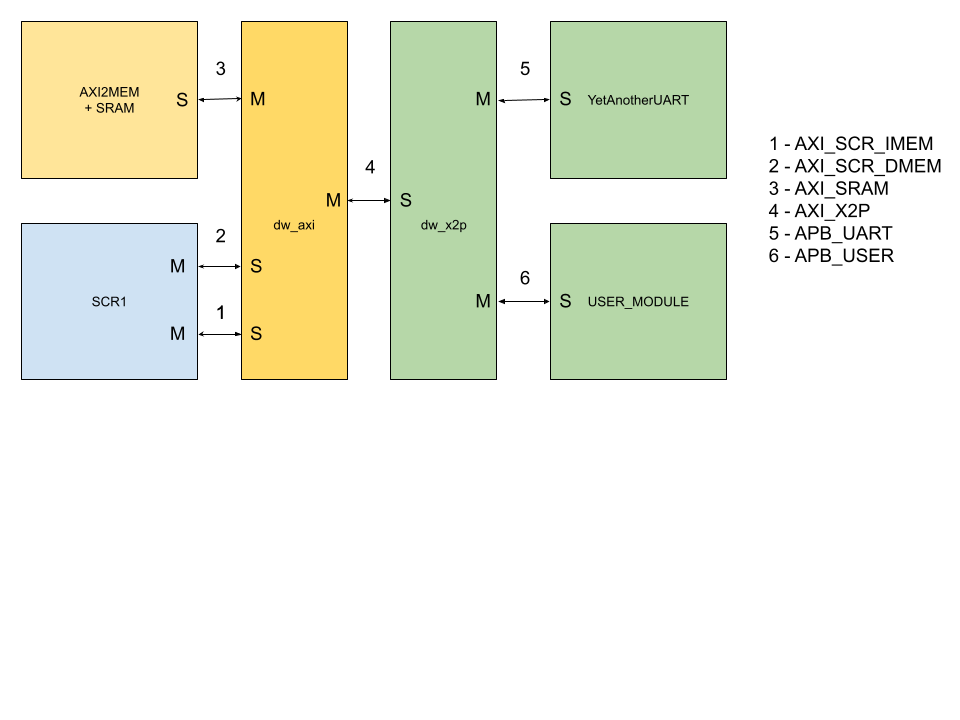 AXI2MEM
+ SRAM
S
3
M
dw_axi
M
4
S
dw_x2p
M
5
S
YetAnotherUART
SCR1
M
2
S
M
1
S
M
6
S
USER_MODULE
1 - AXI_SCR_IMEM
2 - AXI_SCR_DMEM
3 - AXI_SRAM
4 - AXI_X2P
5 - APB_UART
6 - APB_USER